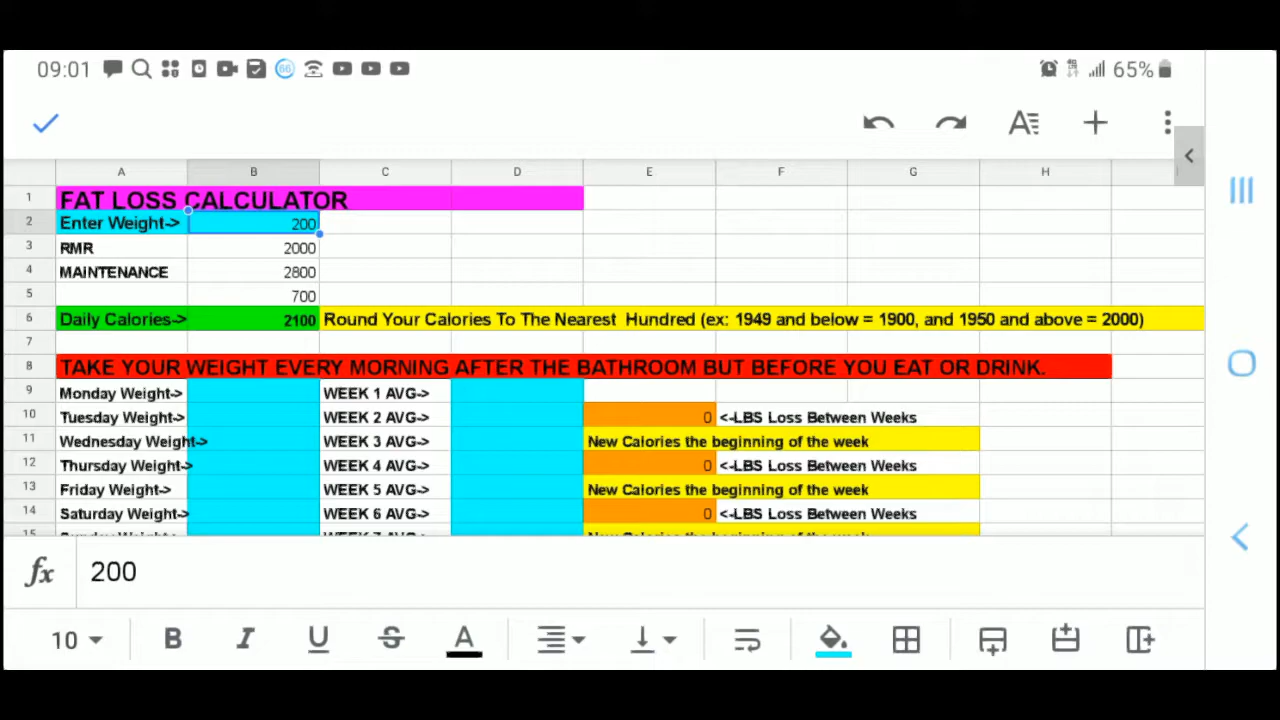 09:01 66 65%
A B C D E F G H
1 FAT LOSS CALCULATOR
2 Enter Weight-> 200
3 RMR 2000
4 MAINTENANCE 2800
5 700
6 Daily Calories-> 2100 Round Your Calories To The Nearest Hundred (ex: 1949 and below = 1900, and 1950 and above = 2000)
7
8 TAKE YOUR WEIGHT EVERY MORNING AFTER THE BATHROOM BUT BEFORE YOU EAT OR DRINK.
9 Monday Weight-> WEEK 1 AVG->
10 Tuesday Weight-> WEEK 2 AVG-> 0 <-LBS Loss Between Weeks
11 Wednesday Weight-> WEEK 3 AVG-> New Calories the beginning of the week
12 Thursday Weight-> WEEK 4 AVG-> 0 <-LBS Loss Between Weeks
13 Friday Weight-> WEEK 5 AVG-> New Calories the beginning of the week
14 Saturday Weight-> WEEK 6 AVG-> 0 <-LBS Loss Between Weeks
fx 200
10 B I U S A